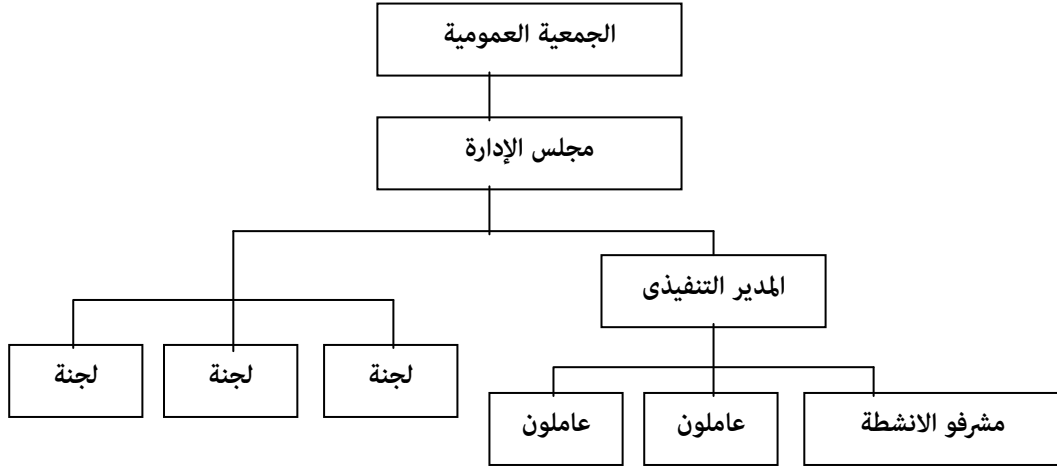 الجمعية العمومية
مجلس الإدارة
المدير التنفيذى
لجنة
لجنة
لجنة
مشرفو الانشطة
عاملون
عاملون